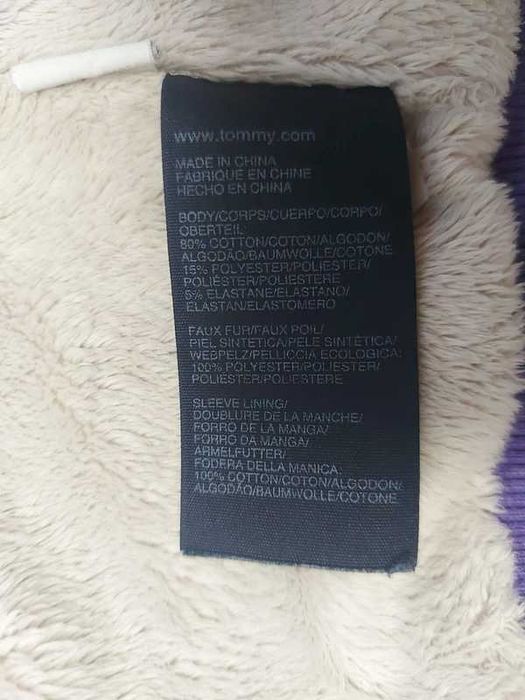 www.tommy.com
MADE IN CHINA
FABRIQUÉ EN CHINE
HECHO EN CHINA
BODY/CORPS/CUERPO/CORPO/
OBERTEIL
80% COTTON/COTON/ALGODON/
ALGODÃO/BAUMWOLLE/COTONE
15% POLYESTER/POLIESTER/
POLIÉSTER/POLIESTERE
5% ELASTANE/ELASTANO/
ELASTAN/ELASTOMERO
FAUX FUR/FAUX POIL/
PIEL SINTETICA/PELE SINTÉTICA/
WEBPELZ/PELLICCIA ECOLOGICA:
100% POLYESTER/POLIESTER/
POLIÉSTER/POLIESTERE
SLEEVE LINING/
DOUBLURE DE LA MANCHE/
FORRO DE LA MANGA/
FORRO DA MANGA/
ARMELFUTTER/
FODERA DELLA MANICA:
100% COTTON/COTON/ALGODON/
ALGODÃO/BAUMWOLLE/COTONE